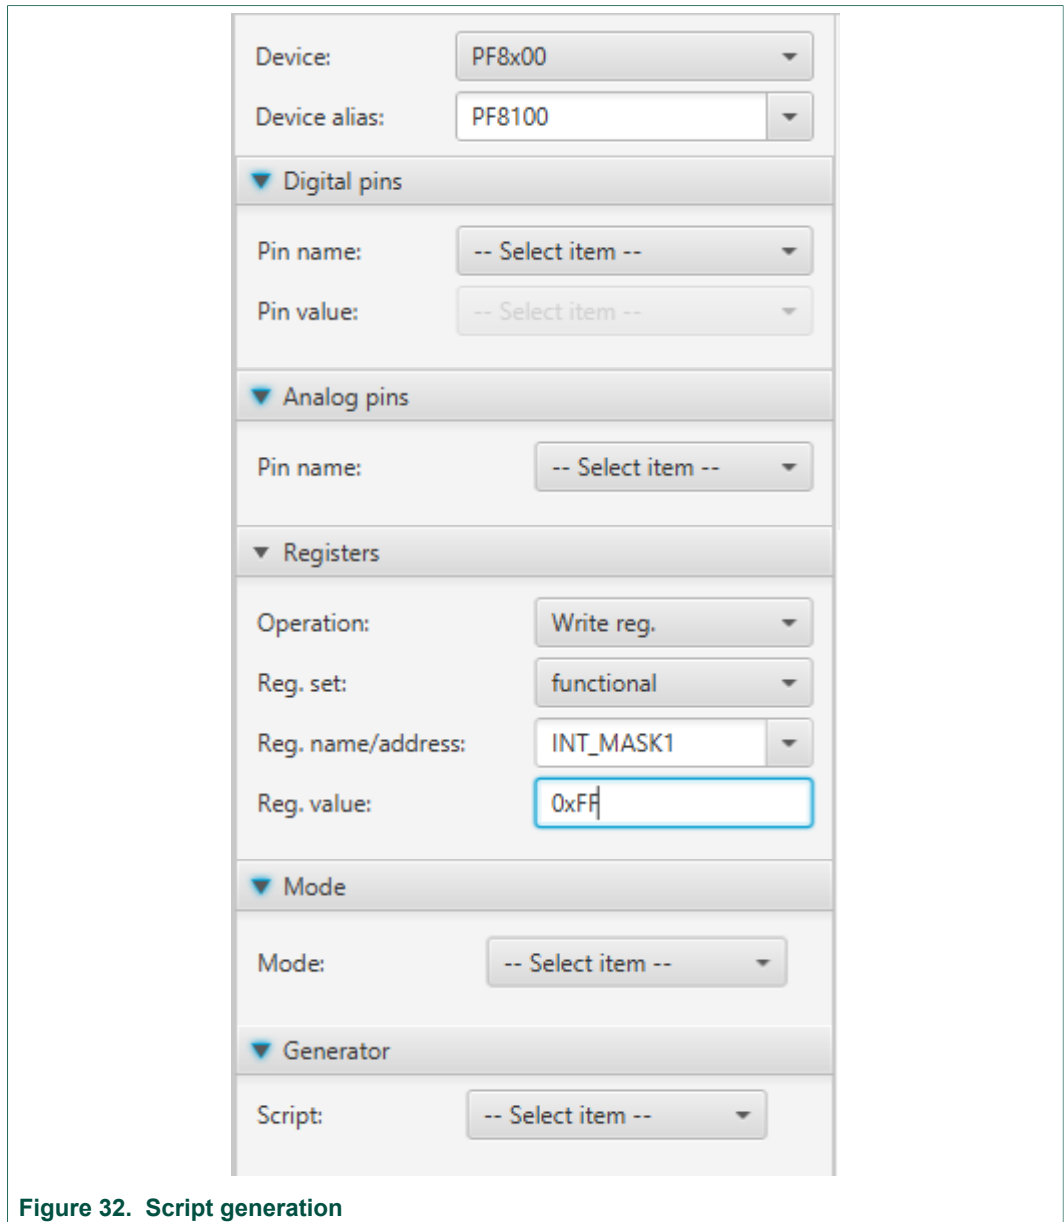 Device: PF8x00
Device alias: PF8100
Digital pins
Pin name: -- Select item --
Pin value: -- Select item --
Analog pins
Pin name: -- Select item --
Registers
Operation: Write reg.
Reg. set: functional
Reg. name/address: INT_MASK1
Reg. value: 0xFF
Mode
Mode: -- Select item --
Generator
Script: -- Select item --
Figure 32. Script generation